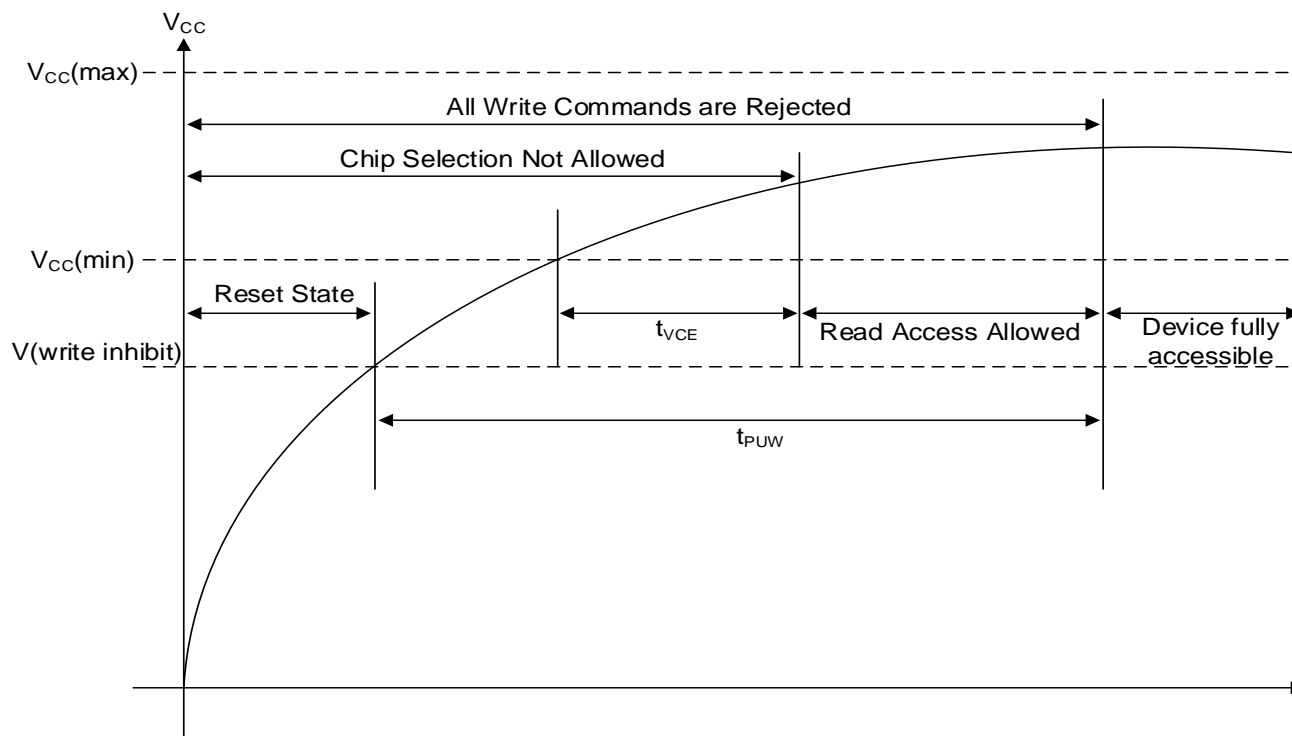 VCC
VCC(max)
All Write Commands are Rejected
Chip Selection Not Allowed
VCC(min)
Reset State
tVCE
Read Access Allowed
Device fully
accessible
V(write inhibit)
tPUW